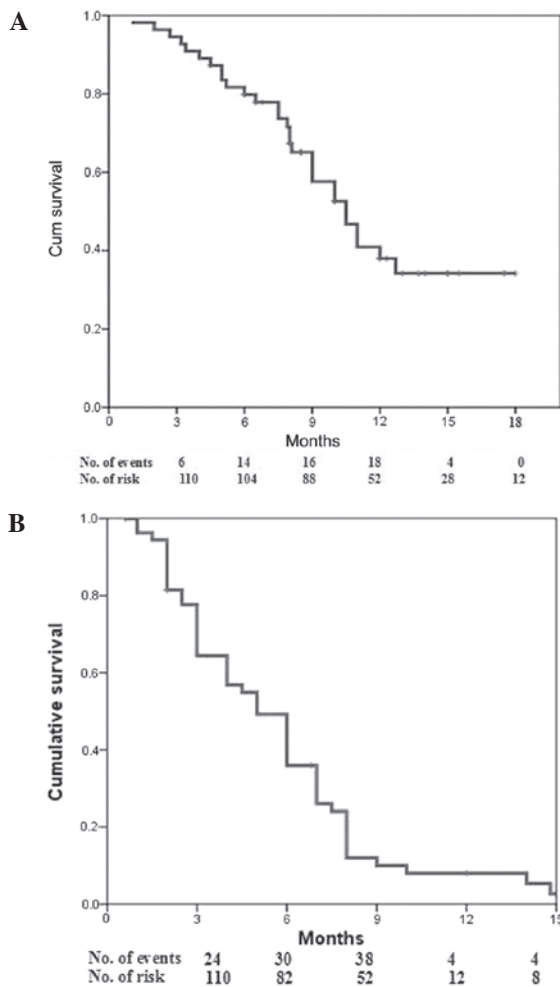 A
1.0
0.8
0.6
0.4
0.2
0.0
Cum survival
0 3 6 9 12 15 18
Months
No. of events 6 14 16 18 4 0
No. of risk 110 104 88 52 28 12
B
1.0
0.8
0.6
0.4
0.2
0.0
Cumulative survival
0 3 6 9 12 15
Months
No. of events 24 30 38 4 4
No. of risk 110 82 52 12 8